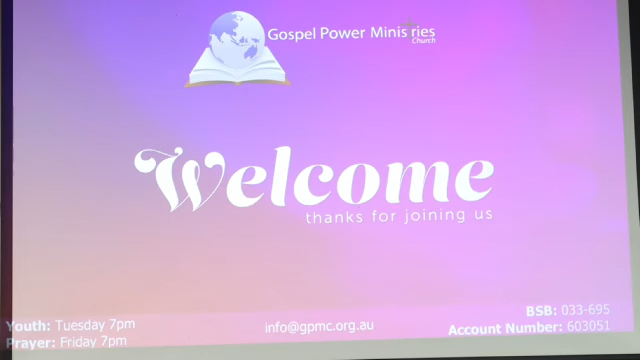 Gospel Power Ministries
Church
Welcome
thanks for joining us
Youth: Tuesday 7pm
Prayer: Friday 7pm
info@gpmc.org.au
BSB: 033-695
Account Number: 603051